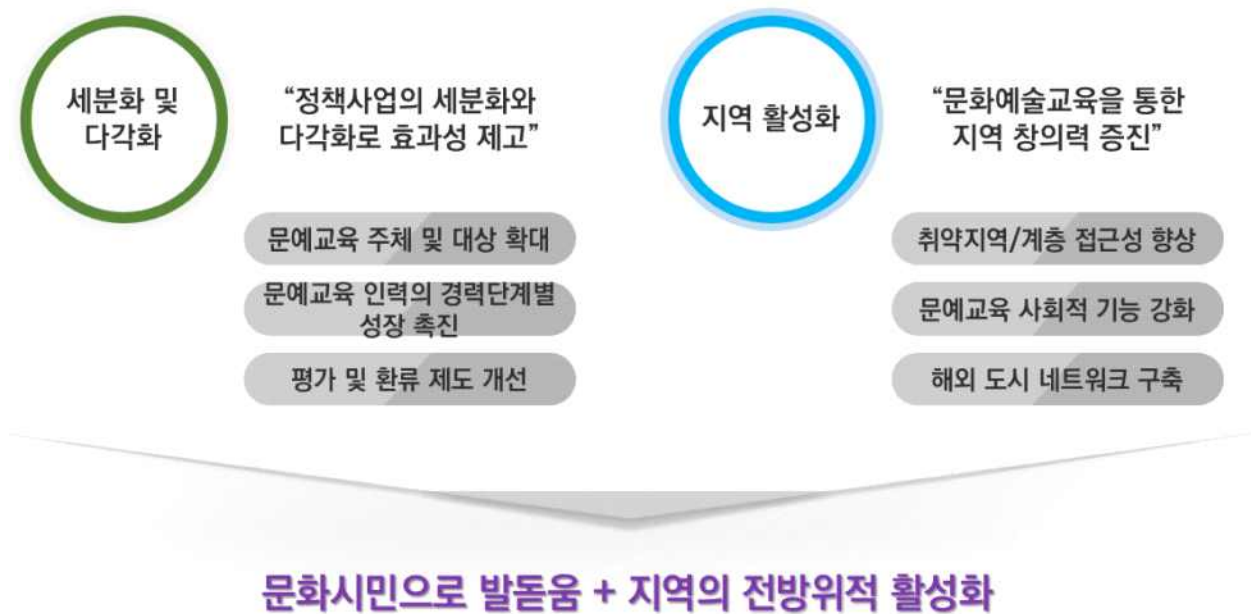 세분화 및
다각화
“정책사업의 세분화와
다각화로 효과성 제고”
문예교육 주체 및 대상 확대
문예교육 인력의 경력단계별
성장 촉진
평가 및 환류 제도 개선
지역 활성화
“문화예술교육을 통한
지역 창의력 증진”
취약지역/계층 접근성 향상
문예교육 사회적 기능 강화
해외 도시 네트워크 구축
문화시민으로 발돋움 + 지역의 전방위적 활성화